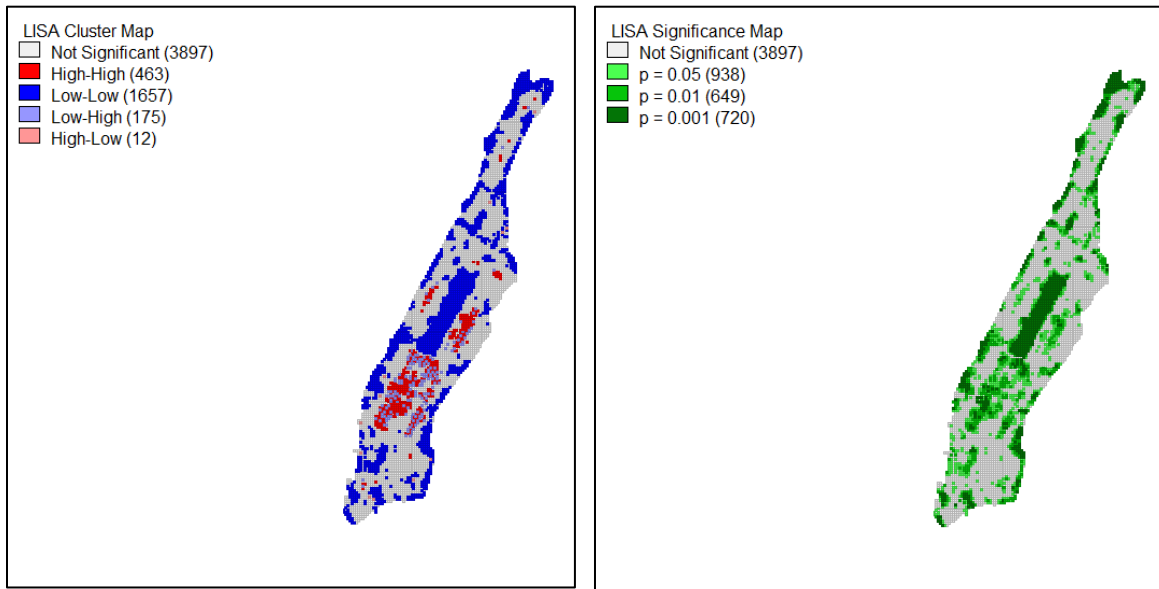 LISA Cluster Map
Not Significant (3897)
High-High (463)
Low-Low (1657)
Low-High (175)
High-Low (12)
LISA Significance Map
Not Significant (3897)
p = 0.05 (938)
p = 0.01 (649)
p = 0.001 (720)